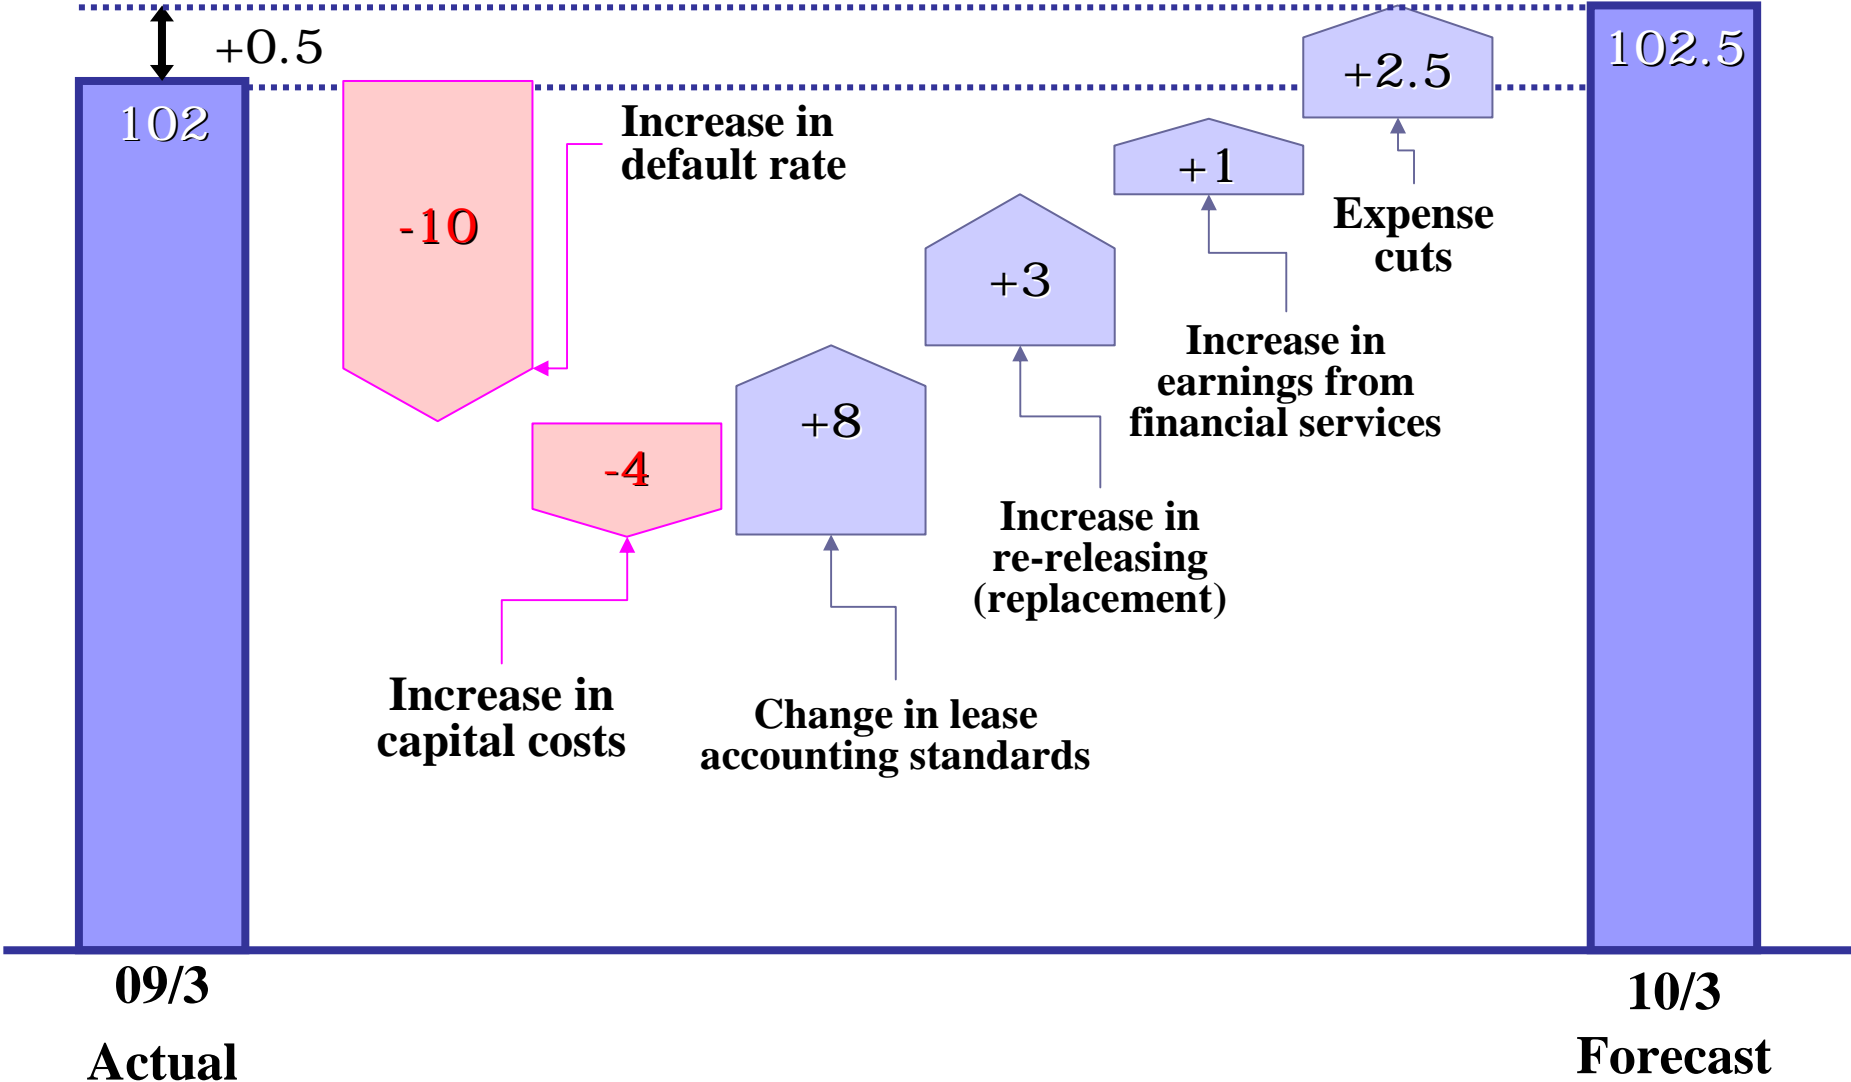 +0.5
102
-10
Increase in
default rate
-4
Increase in
capital costs
+8
Change in lease
accounting standards
+3
Increase in
re-releasing
(replacement)
+1
Increase in
earnings from
financial services
+2.5
Expense
cuts
102.5
09/3
Actual
10/3
Forecast